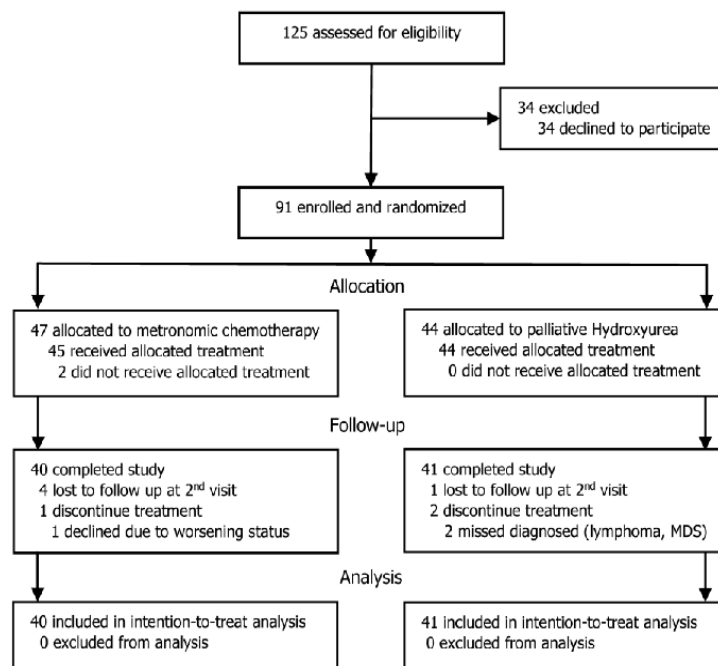 125 assessed for eligibility
34 excluded
34 declined to participate
91 enrolled and randomized
Allocation
47 allocated to metronomic chemotherapy
45 received allocated treatment
2 did not receive allocated treatment
44 allocated to palliative Hydroxyurea
44 received allocated treatment
0 did not receive allocated treatment
Follow-up
40 completed study
4 lost to follow up at 2nd visit
1 discontinue treatment
1 declined due to worsening status
41 completed study
1 lost to follow up at 2nd visit
2 discontinue treatment
2 missed diagnosed (lymphoma, MDS)
Analysis
40 included in intention-to-treat analysis
0 excluded from analysis
41 included in intention-to-treat analysis
0 excluded from analysis